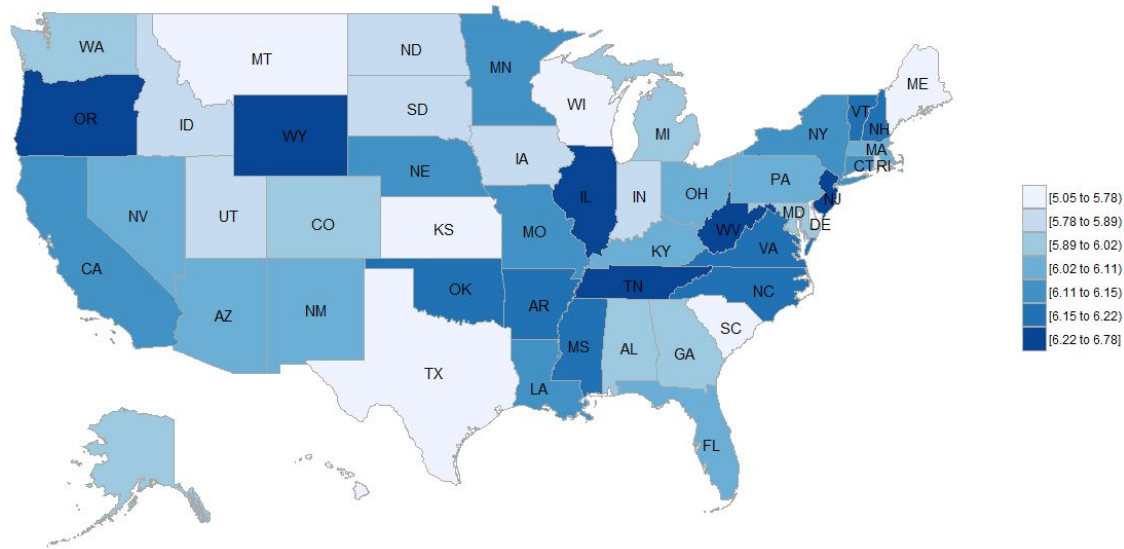 WA
MT
ND
MN
ME
OR
ID
WY
SD
WI
MI
VT
NH
NY
MA
CT RI
IA
NE
NV
UT
CO
IL
IN
OH
PA
NJ
MD
DE
KS
MO
WV
VA
KY
CA
AZ
NM
OK
AR
TN
NC
SC
MS
AL
GA
TX
LA
FL
[5.05 to 5.78)
[5.78 to 5.89)
[5.89 to 6.02)
[6.02 to 6.11)
[6.11 to 6.15)
[6.15 to 6.22)
[6.22 to 6.78]